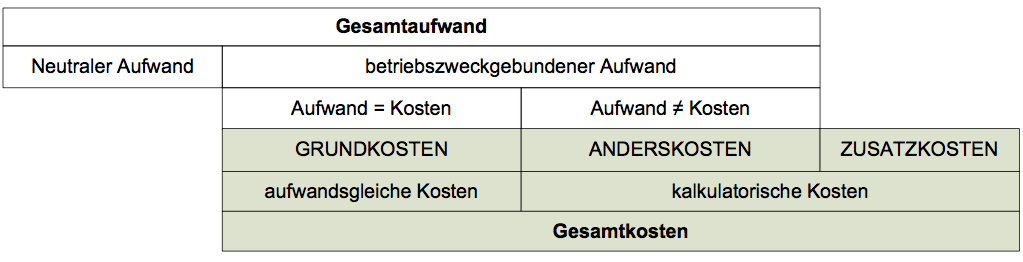 Gesamtaufwand
Neutraler Aufwand betriebszweckgebundener Aufwand
Aufwand = Kosten Aufwand ≠ Kosten
GRUNDKOSTEN ANDERSKOSTEN ZUSATZKOSTEN
aufwandsgleiche Kosten kalkulatorische Kosten
Gesamtkosten